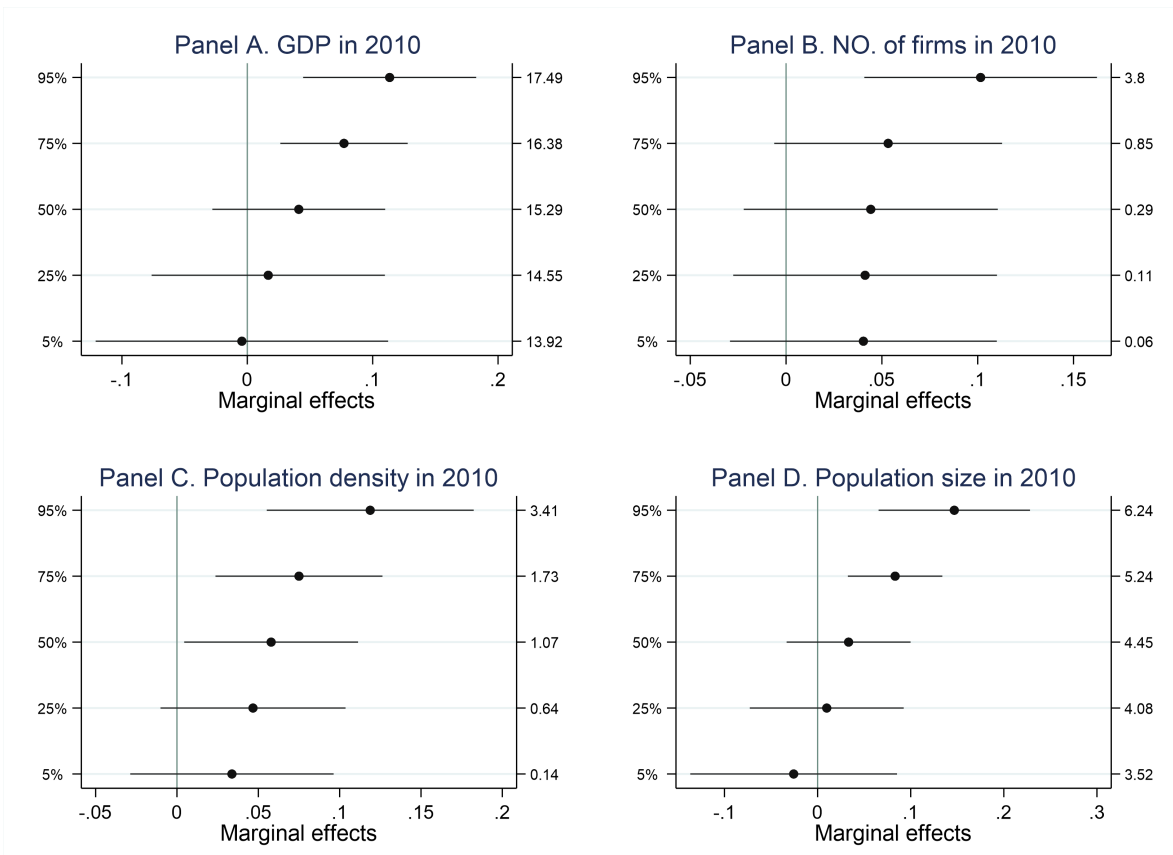 Panel A. GDP in 2010
95% 17.49
75% 16.38
50% 15.29
25% 14.55
5% 13.92
-.1 0 .1 .2
Marginal effects
Panel B. NO. of firms in 2010
95% 3.8
75% 0.85
50% 0.29
25% 0.11
5% 0.06
-.05 0 .05 .1 .15
Marginal effects
Panel C. Population density in 2010
95% 3.41
75% 1.73
50% 1.07
25% 0.64
5% 0.14
-.05 0 .05 .1 .15 .2
Marginal effects
Panel D. Population size in 2010
95% 6.24
75% 5.24
50% 4.45
25% 4.08
5% 3.52
-.1 0 .1 .2 .3
Marginal effects